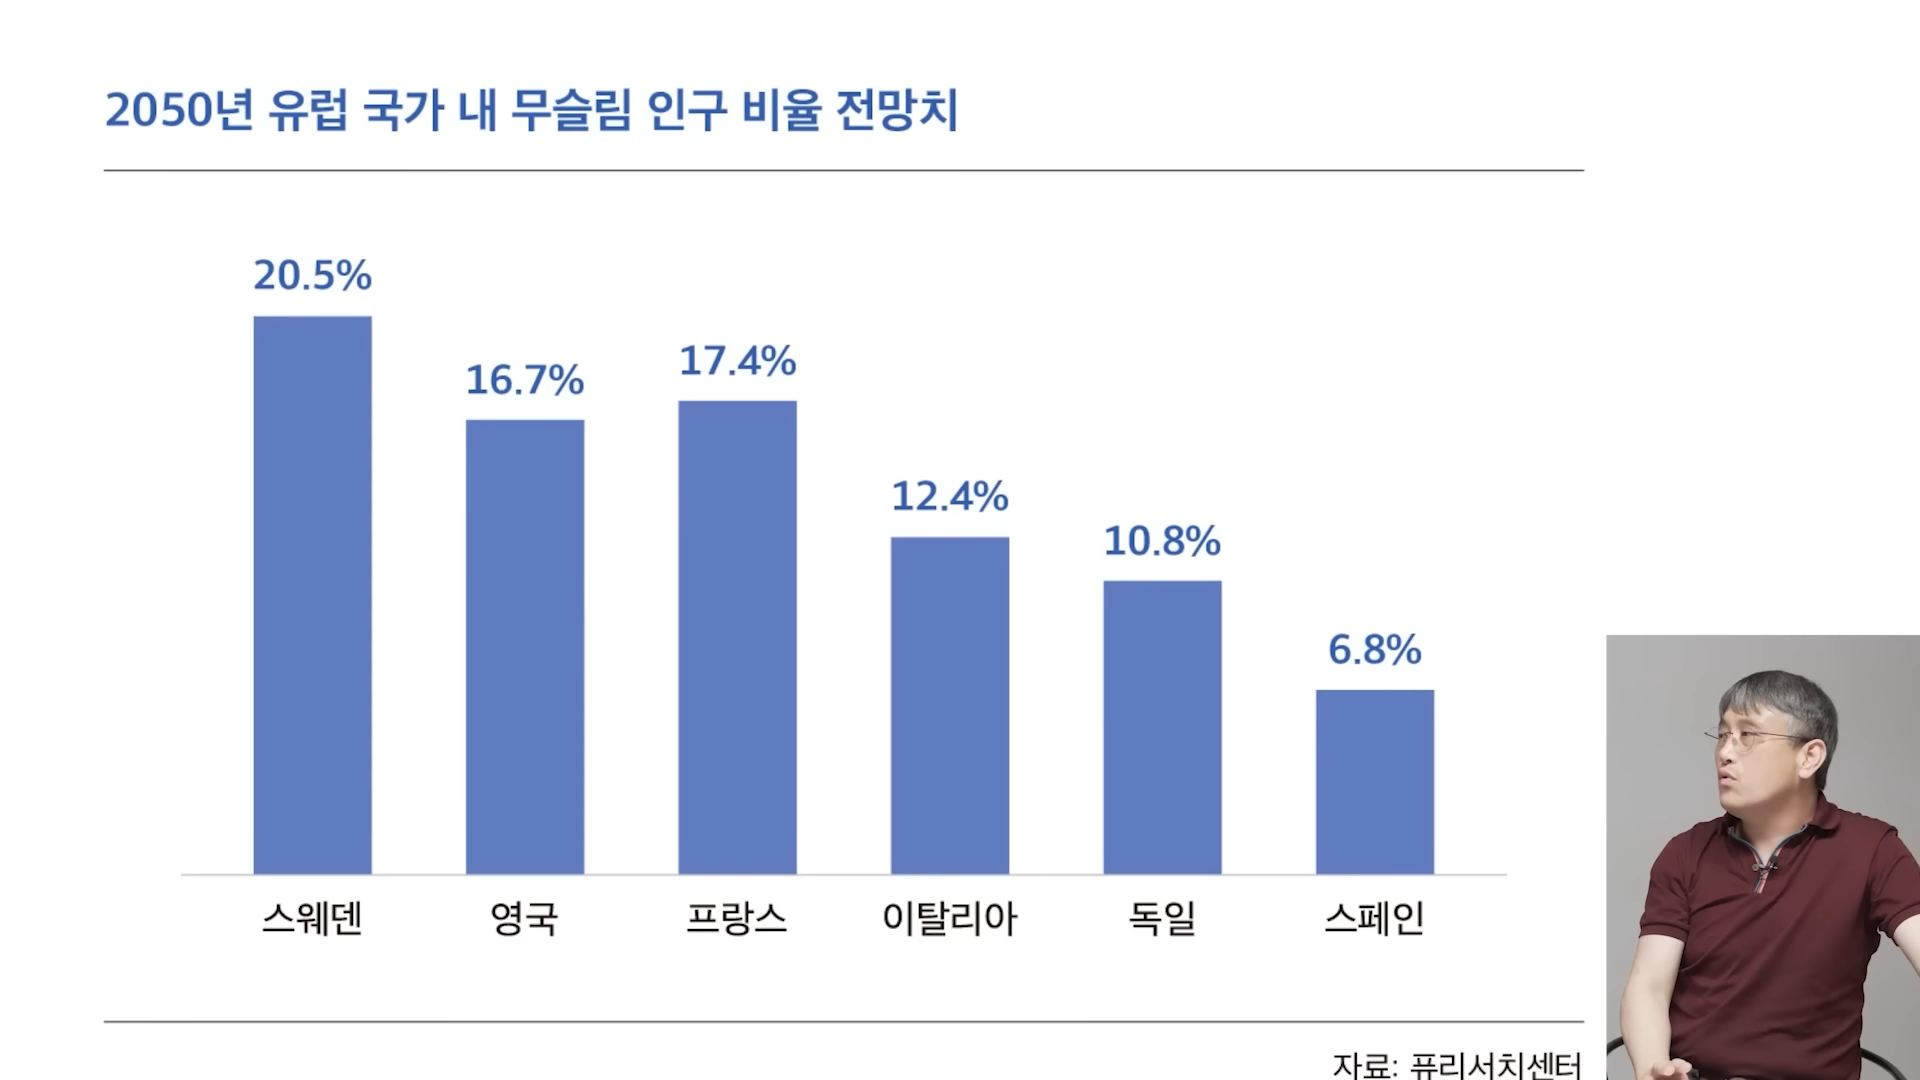 2050년 유럽 국가 내 무슬림 인구 비율 전망치
20.5%
16.7%
17.4%
12.4%
10.8%
6.8%
스웨덴
영국
프랑스
이탈리아
독일
스페인
자료: 퓨리서치센터